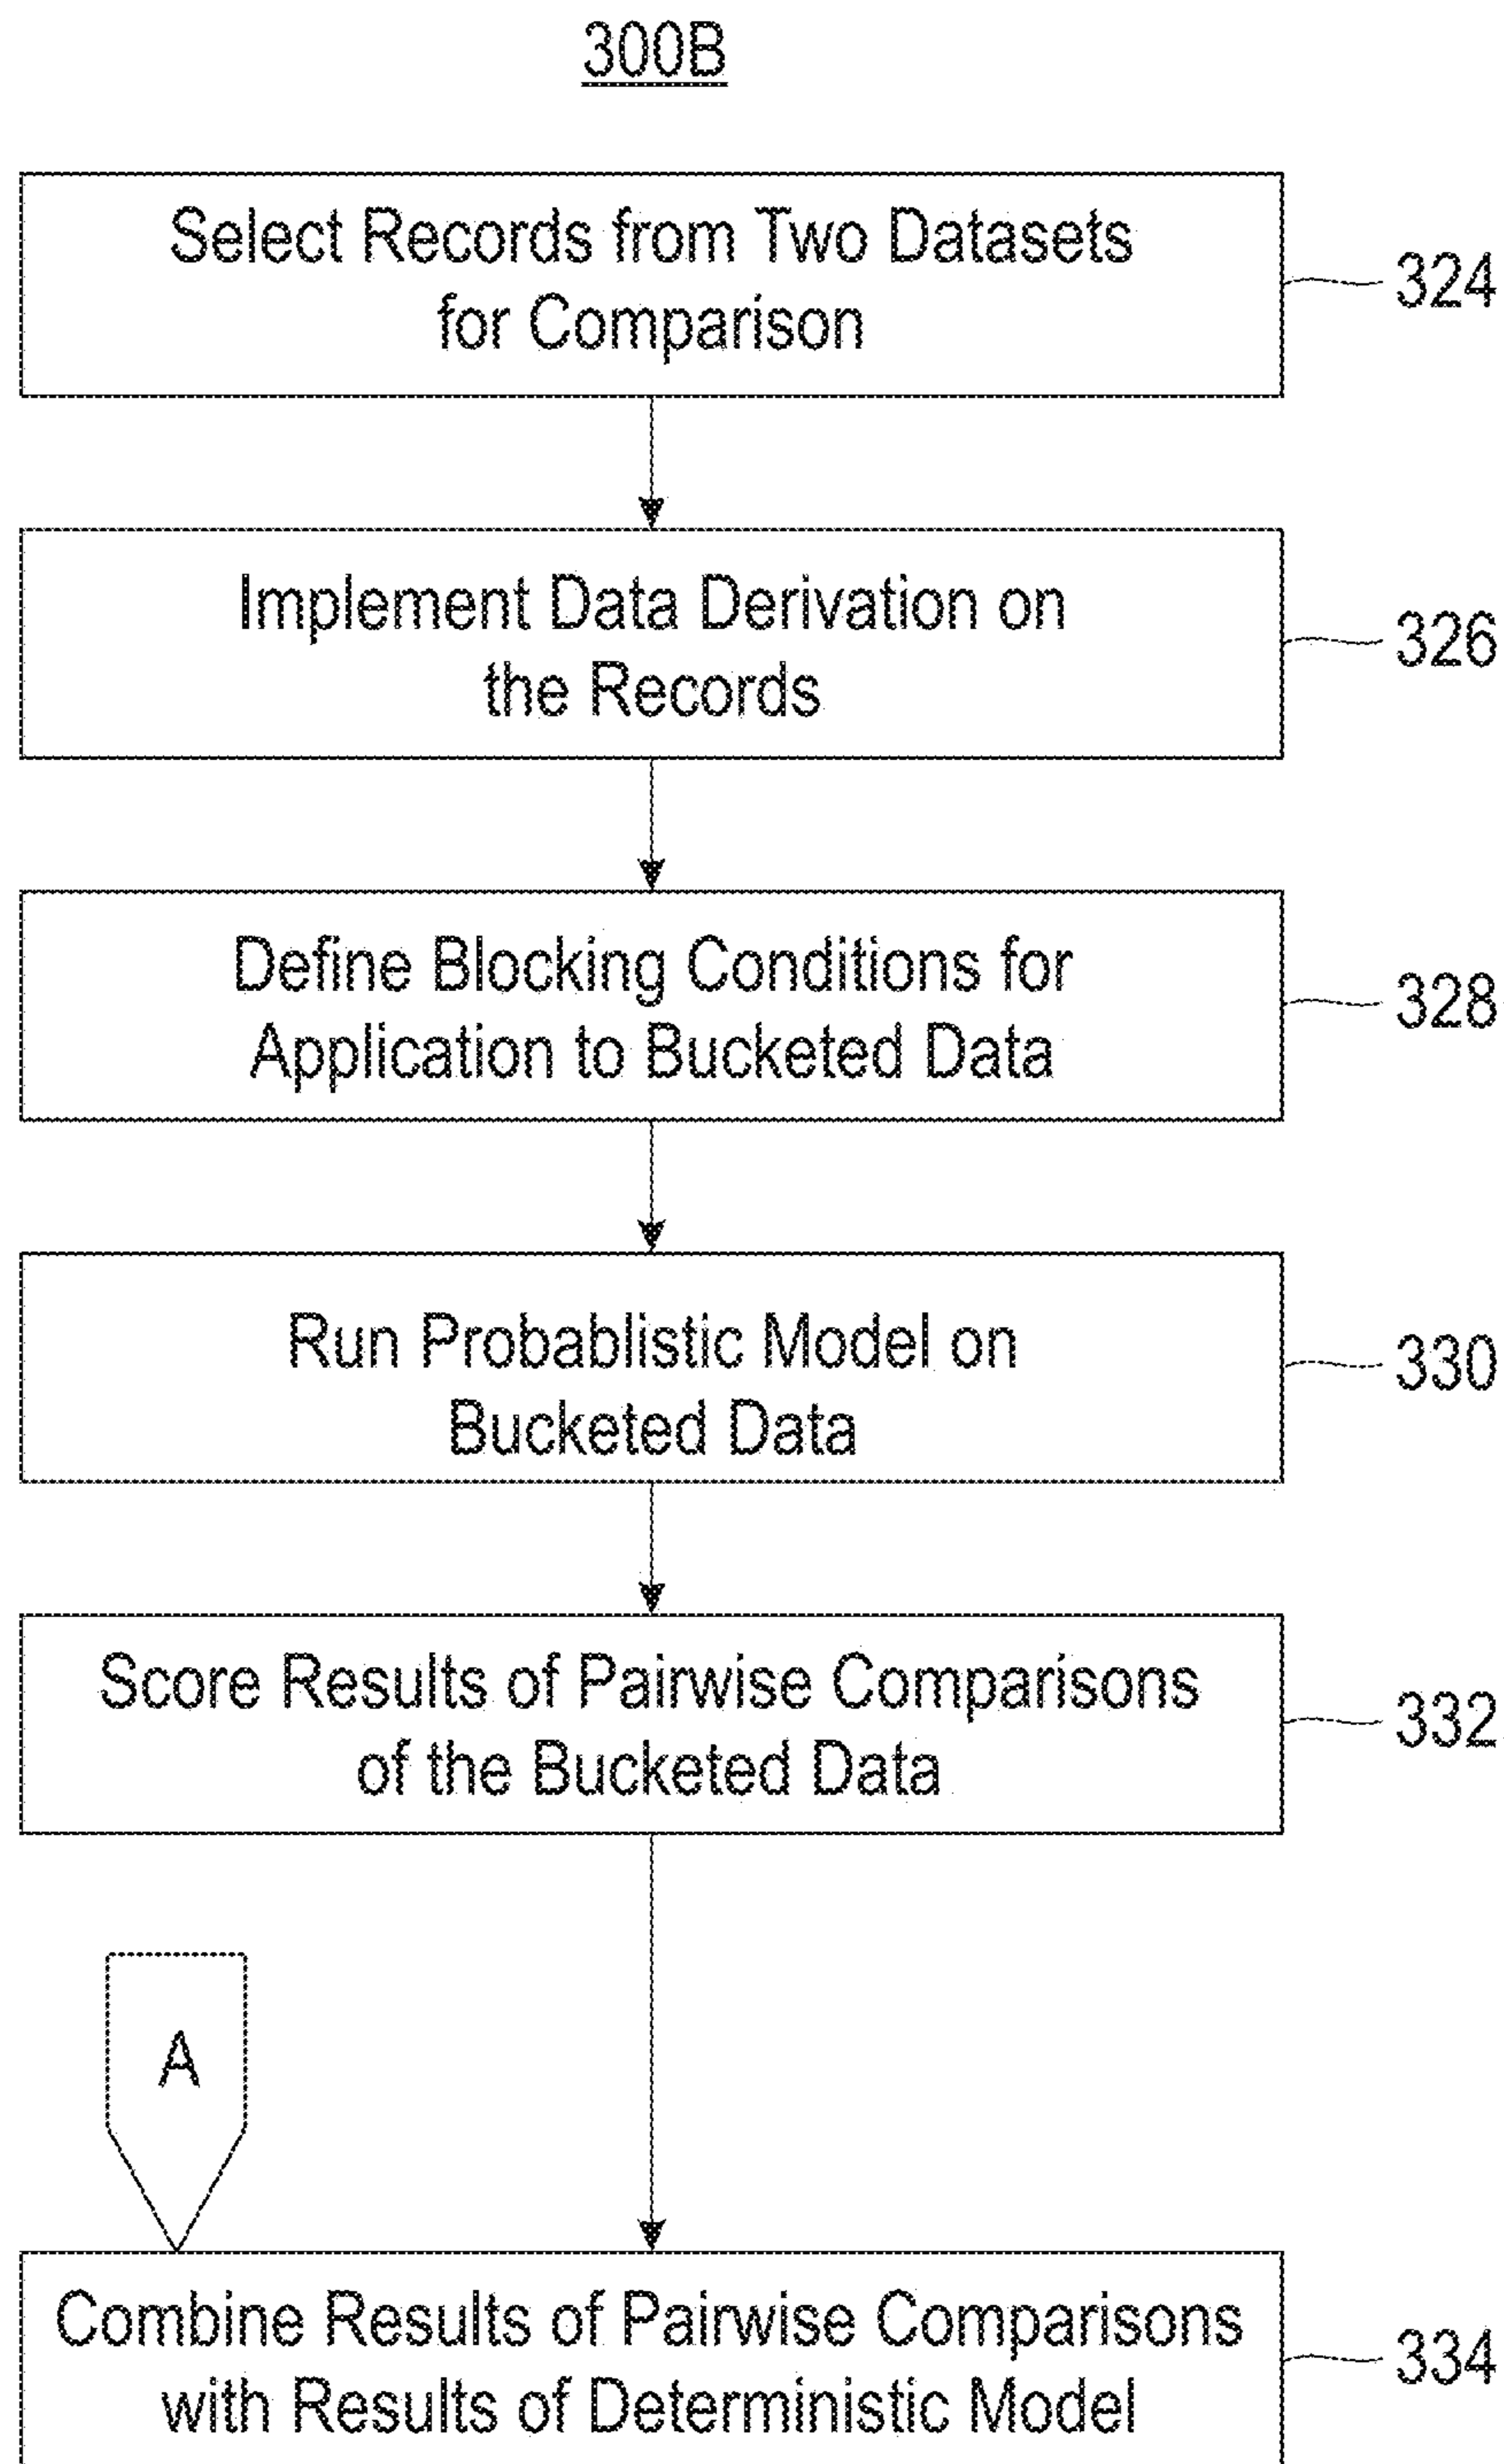 300B
Select Records from Two Datasets
for Comparison
324
Implement Data Derivation on
the Records
326
Define Blocking Conditions for
Application to Bucketed Data
328
Run Probablistic Model on
Bucketed Data
330
Score Results of Pairwise Comparisons
of the Bucketed Data
332
A
Combine Results of Pairwise Comparisons
with Results of Deterministic Model
334